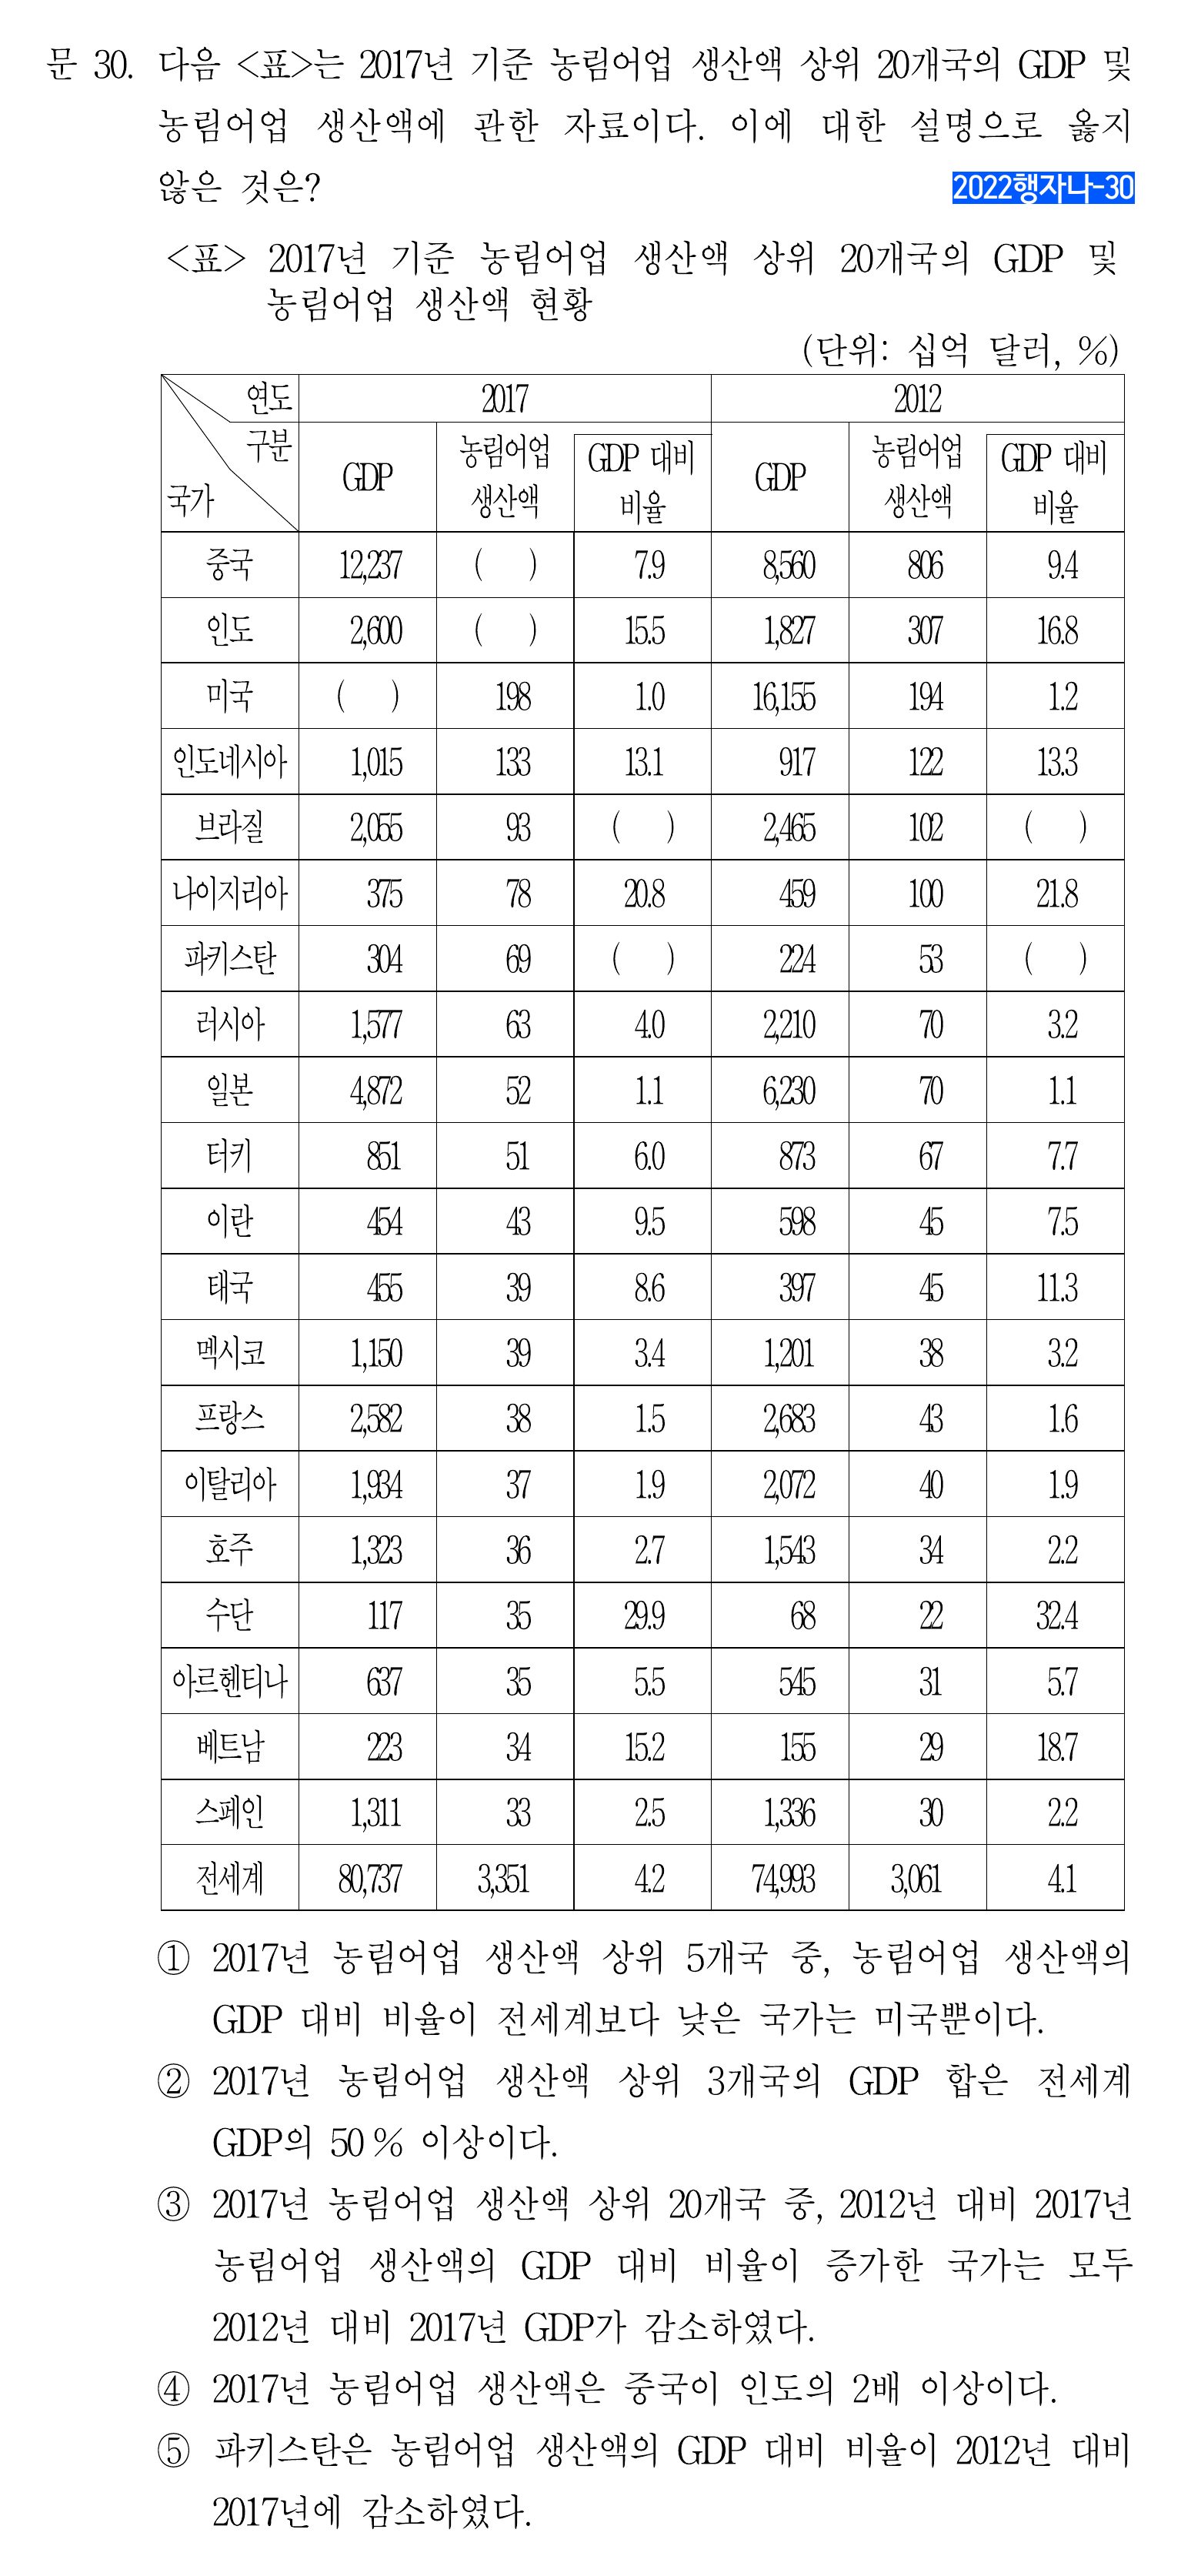 문 30. 다음 <표>는 2017년 기준 농림어업 생산액 상위 20개국의 GDP 및
농림어업 생산액에 관한 자료이다. 이에 대한 설명으로 옳지
않은 것은?
2022행자나-30
<표> 2017년 기준 농림어업 생산액 상위 20개국의 GDP 및
농림어업 생산액 현황
(단위: 십억 달러, %)
연도 2017 2012
구분
국가 GDP 농림어업 생산액 GDP 대비 비율 GDP 농림어업 생산액 GDP 대비 비율
중국 12,237 ( ) 7.9 8,560 806 9.4
인도 2,600 ( ) 15.5 1,827 307 16.8
미국 ( ) 198 1.0 16,155 194 1.2
인도네시아 1,015 133 13.1 917 122 13.3
브라질 2,055 93 ( ) 2,465 102 ( )
나이지리아 375 78 20.8 459 100 21.8
파키스탄 304 69 ( ) 224 53 ( )
러시아 1,577 63 4.0 2,210 70 3.2
일본 4,872 52 1.1 6,230 70 1.1
터키 851 51 6.0 873 67 7.7
이란 454 43 9.5 598 45 7.5
태국 455 39 8.6 397 45 11.3
멕시코 1,150 39 3.4 1,201 38 3.2
프랑스 2,582 38 1.5 2,683 43 1.6
이탈리아 1,934 37 1.9 2,072 40 1.9
호주 1,323 36 2.7 1,543 34 2.2
수단 117 35 29.9 68 22 32.4
아르헨티나 637 35 5.5 545 31 5.7
베트남 223 34 15.2 155 29 18.7
스페인 1,311 33 2.5 1,336 30 2.2
전세계 80,737 3,351 4.2 74,993 3,061 4.1
① 2017년 농림어업 생산액 상위 5개국 중, 농림어업 생산액의
GDP 대비 비율이 전세계보다 낮은 국가는 미국뿐이다.
② 2017년 농림어업 생산액 상위 3개국의 GDP 합은 전세계
GDP의 50 % 이상이다.
③ 2017년 농림어업 생산액 상위 20개국 중, 2012년 대비 2017년
농림어업 생산액의 GDP 대비 비율이 증가한 국가는 모두
2012년 대비 2017년 GDP가 감소하였다.
④ 2017년 농림어업 생산액은 중국이 인도의 2배 이상이다.
⑤ 파키스탄은 농림어업 생산액의 GDP 대비 비율이 2012년 대비
2017년에 감소하였다.